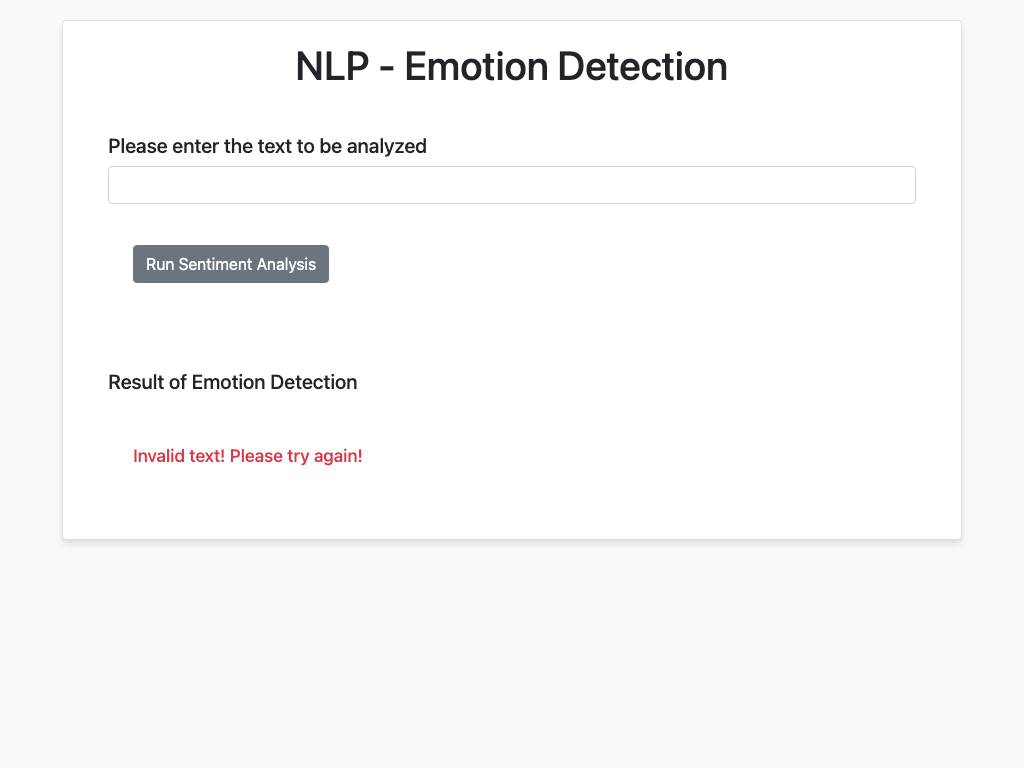 NLP - Emotion Detection
Please enter the text to be analyzed
Run Sentiment Analysis
Result of Emotion Detection
Invalid text! Please try again!